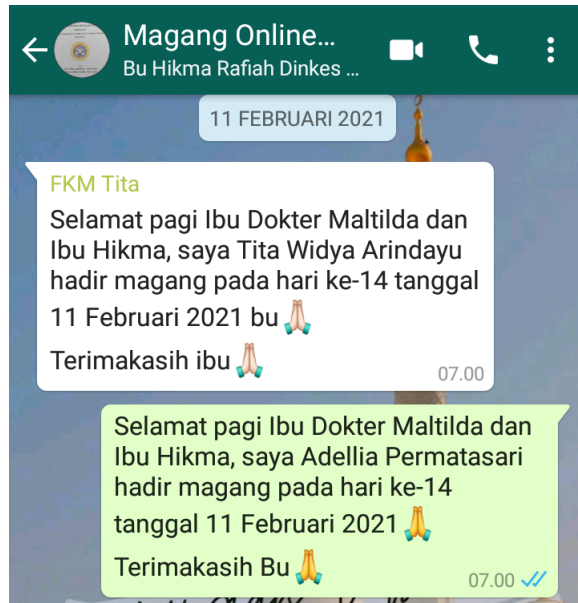 Magang Online...
Bu Hikma Rafiah Dinkes ...
11 FEBRUARI 2021
FKM Tita
Selamat pagi Ibu Dokter Maltilda dan
Ibu Hikma, saya Tita Widya Arindayu
hadir magang pada hari ke-14 tanggal
11 Februari 2021 bu🙏🏻
Terimakasih ibu🙏🏻
07.00
Selamat pagi Ibu Dokter Maltilda dan
Ibu Hikma, saya Adellia Permatasari
hadir magang pada hari ke-14
tanggal 11 Februari 2021🙏
Terimakasih Bu🙏
07.00